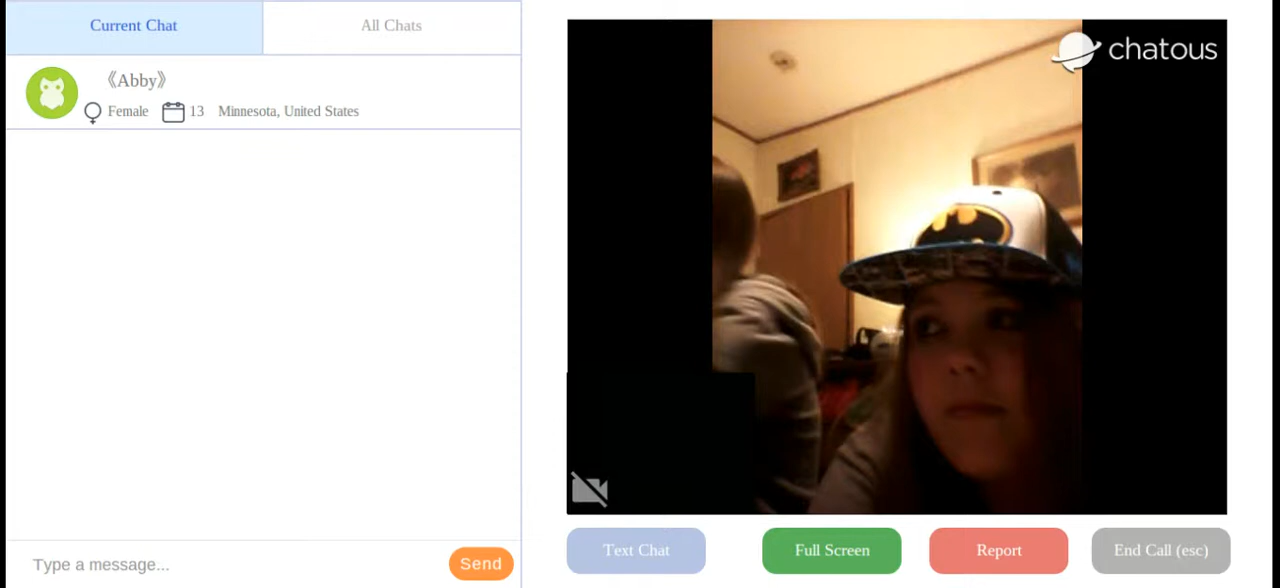 Current Chat
All Chats
《Abby》
Female 13 Minnesota, United States
chatous
Type a message...
Send
Text Chat
Full Screen
Report
End Call (esc)